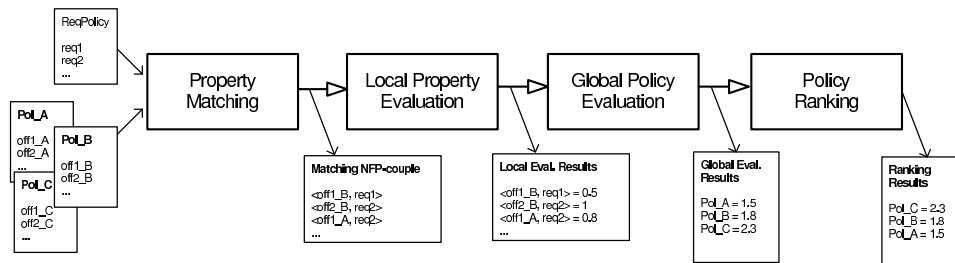 ReqPolicy
req1
req2
...
Pol_A
off1_A
off2_A
...
Pol_B
off1_B
off2_B
...
Pol_C
off1_C
off2_C
...
Property
Matching
Local Property
Evaluation
Global Policy
Evaluation
Policy
Ranking
Matching NFP-couple
<off1_B, req1>
<off2_B, req2>
<off1_A, req2>
...
Local Eval. Results
<off1_B, req1> = 0.5
<off2_B, req2> = 1
<off1_A, req2> = 0.8
...
Global Eval.
Results
Pol_A = 1.5
Pol_B = 1.8
Pol_C = 2.3
Ranking
Results
Pol_C = 2.3
Pol_B = 1.8
Pol_A = 1.5